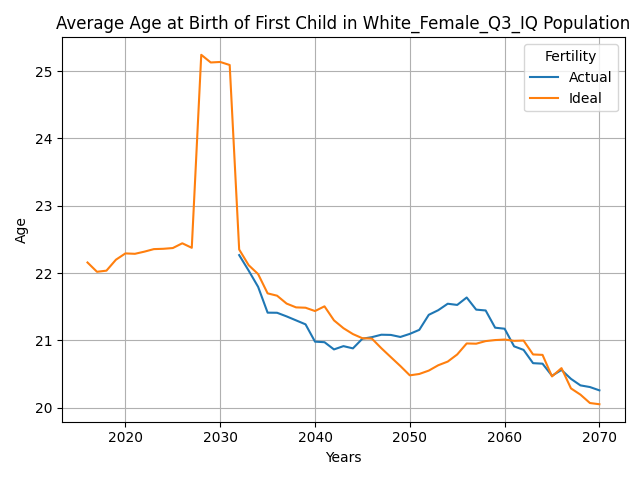 Average Age at Birth of First Child in White_Female_Q3_IQ Population
Fertility
Actual
Ideal
Age
25
24
23
22
21
20
2020 2030 2040 2050 2060 2070
Years